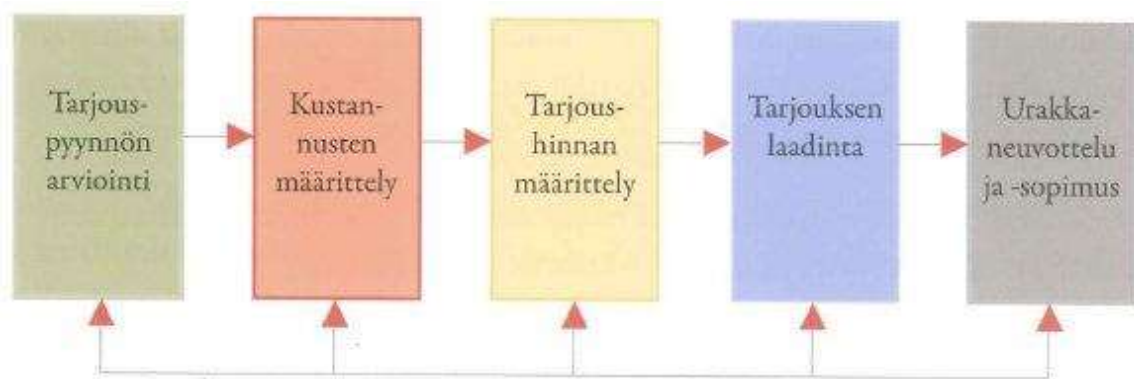 Tarjous-
pyynnön
arviointi
Kustan-
nusten
määrittely
Tarjous-
hinnan
määrittely
Tarjouksen
laadinta
Urakka-
neuvottelu
ja -sopimus